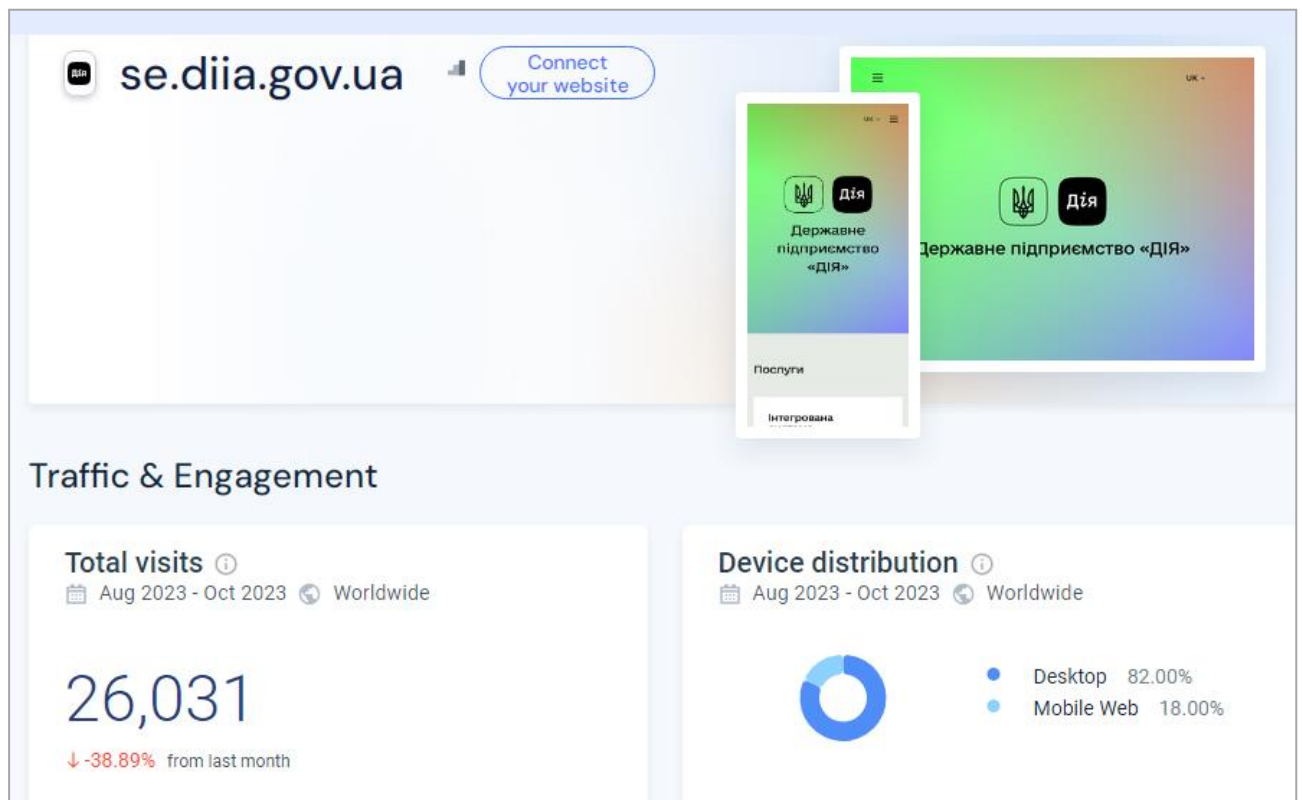 Дія
se.diia.gov.ua
Connect
your website
UK
Дія
Державне
підприємство
«ДІЯ»
Послуги
Інтегрована
UK
Дія
Державне підприємство «ДІЯ»
Traffic & Engagement
Total visits
Aug 2023 - Oct 2023 Worldwide
26,031
-38.89% from last month
Device distribution
Aug 2023 - Oct 2023 Worldwide
Desktop 82.00%
Mobile Web 18.00%